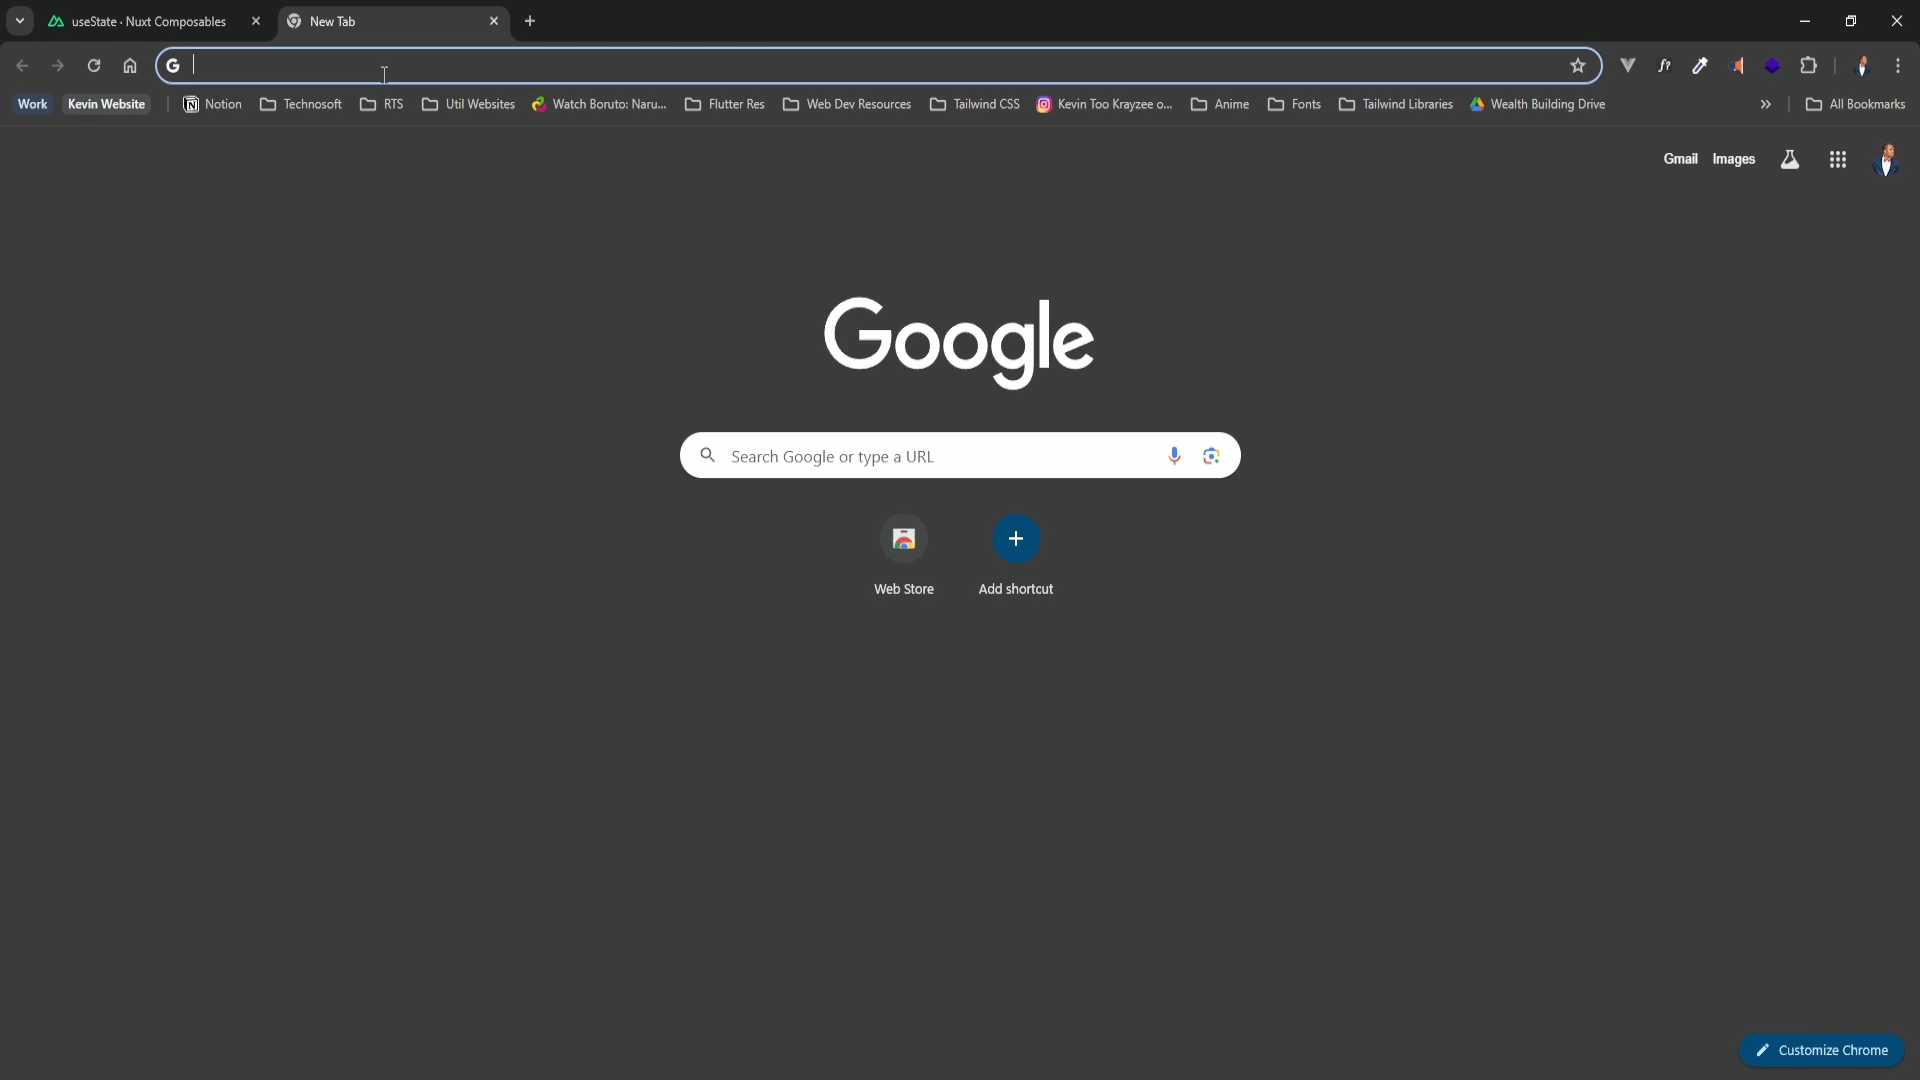 useState · Nuxt Composables
New Tab
Work
Kevin Website
Notion
Technosoft
RTS
Util Websites
Watch Boruto: Naru...
Flutter Res
Web Dev Resources
Tailwind CSS
Kevin Too Krayzee o...
Anime
Fonts
Tailwind Libraries
Wealth Building Drive
All Bookmarks
Gmail
Images
Google
Search Google or type a URL
Web Store
Add shortcut
Customize Chrome